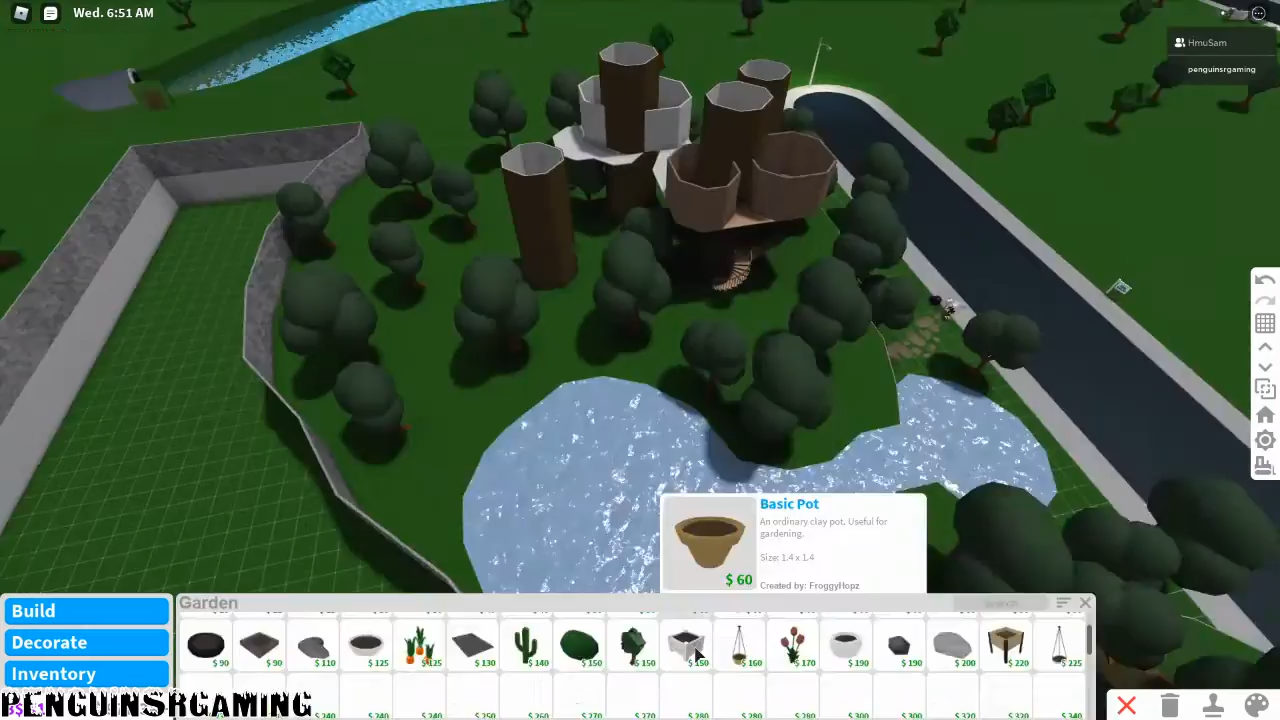 Wed. 6:51 AM
HmuSam
penguinsrgaming
Basic Pot
An ordinary clay pot. Useful for
gardening.
Size: 1.4 x 1.4
$ 60
Created by: FroggyHopz
Build
Decorate
Inventory
Garden
search
$ 90 $ 90 $ 110 $ 125 $ 125 $ 130 $ 140 $ 150 $ 150 $ 150 $ 160 $ 170 $ 190 $ 190 $ 200 $ 220 $ 225
PENGUINSRGAMING